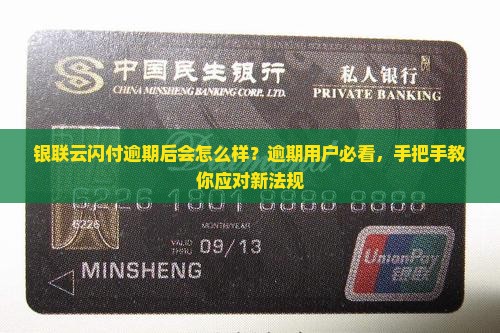 中国民生银行
CHINA MINSHENG BANKING CORP., LTD.
私人银行
PRIVATE BANKING
银联云闪付逾期后会怎么样?逾期用户必看，手把手教
你应对新法规
6226 1801 8888 8888
6226
MONTH/YEAR
VALID
THRU
09/13
MINSHENG
UnionPay
银联